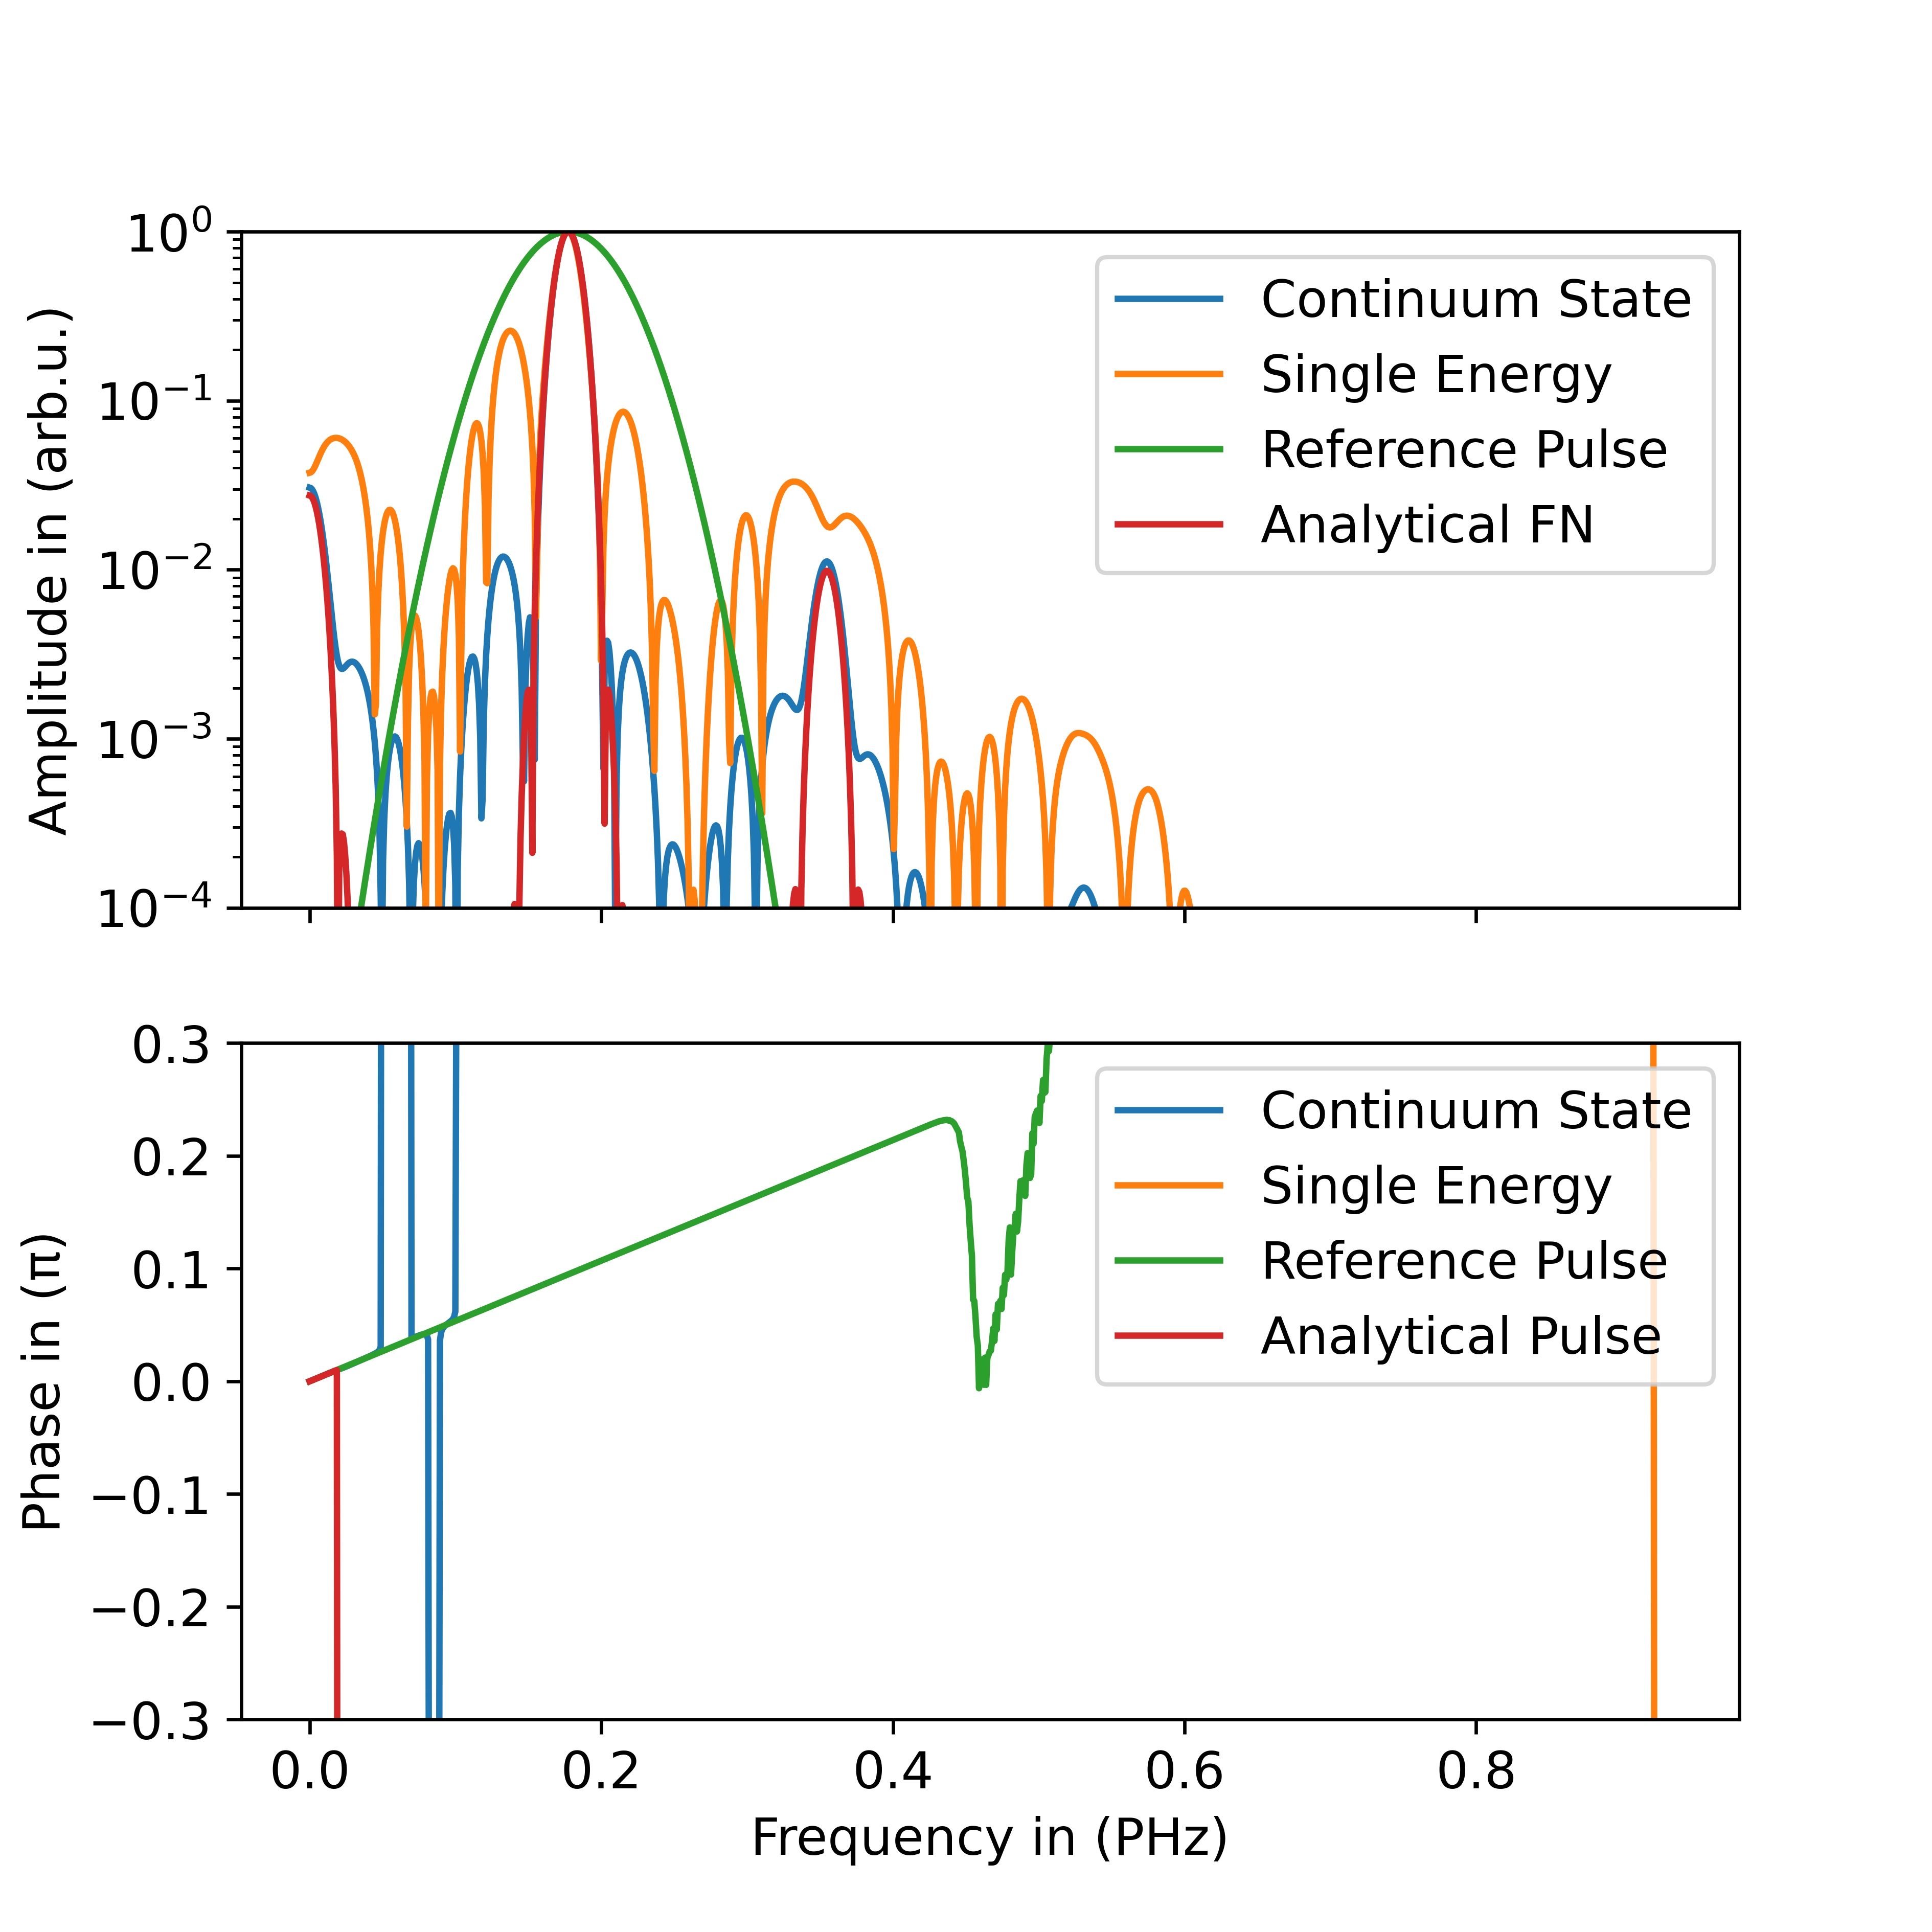 10⁰
10⁻¹
10⁻²
10⁻³
10⁻⁴
Amplitude in (arb.u.)
Continuum State
Single Energy
Reference Pulse
Analytical FN
0.3
0.2
0.1
0.0
−0.1
−0.2
−0.3
Phase in (π)
Continuum State
Single Energy
Reference Pulse
Analytical Pulse
0.0 0.2 0.4 0.6 0.8
Frequency in (PHz)